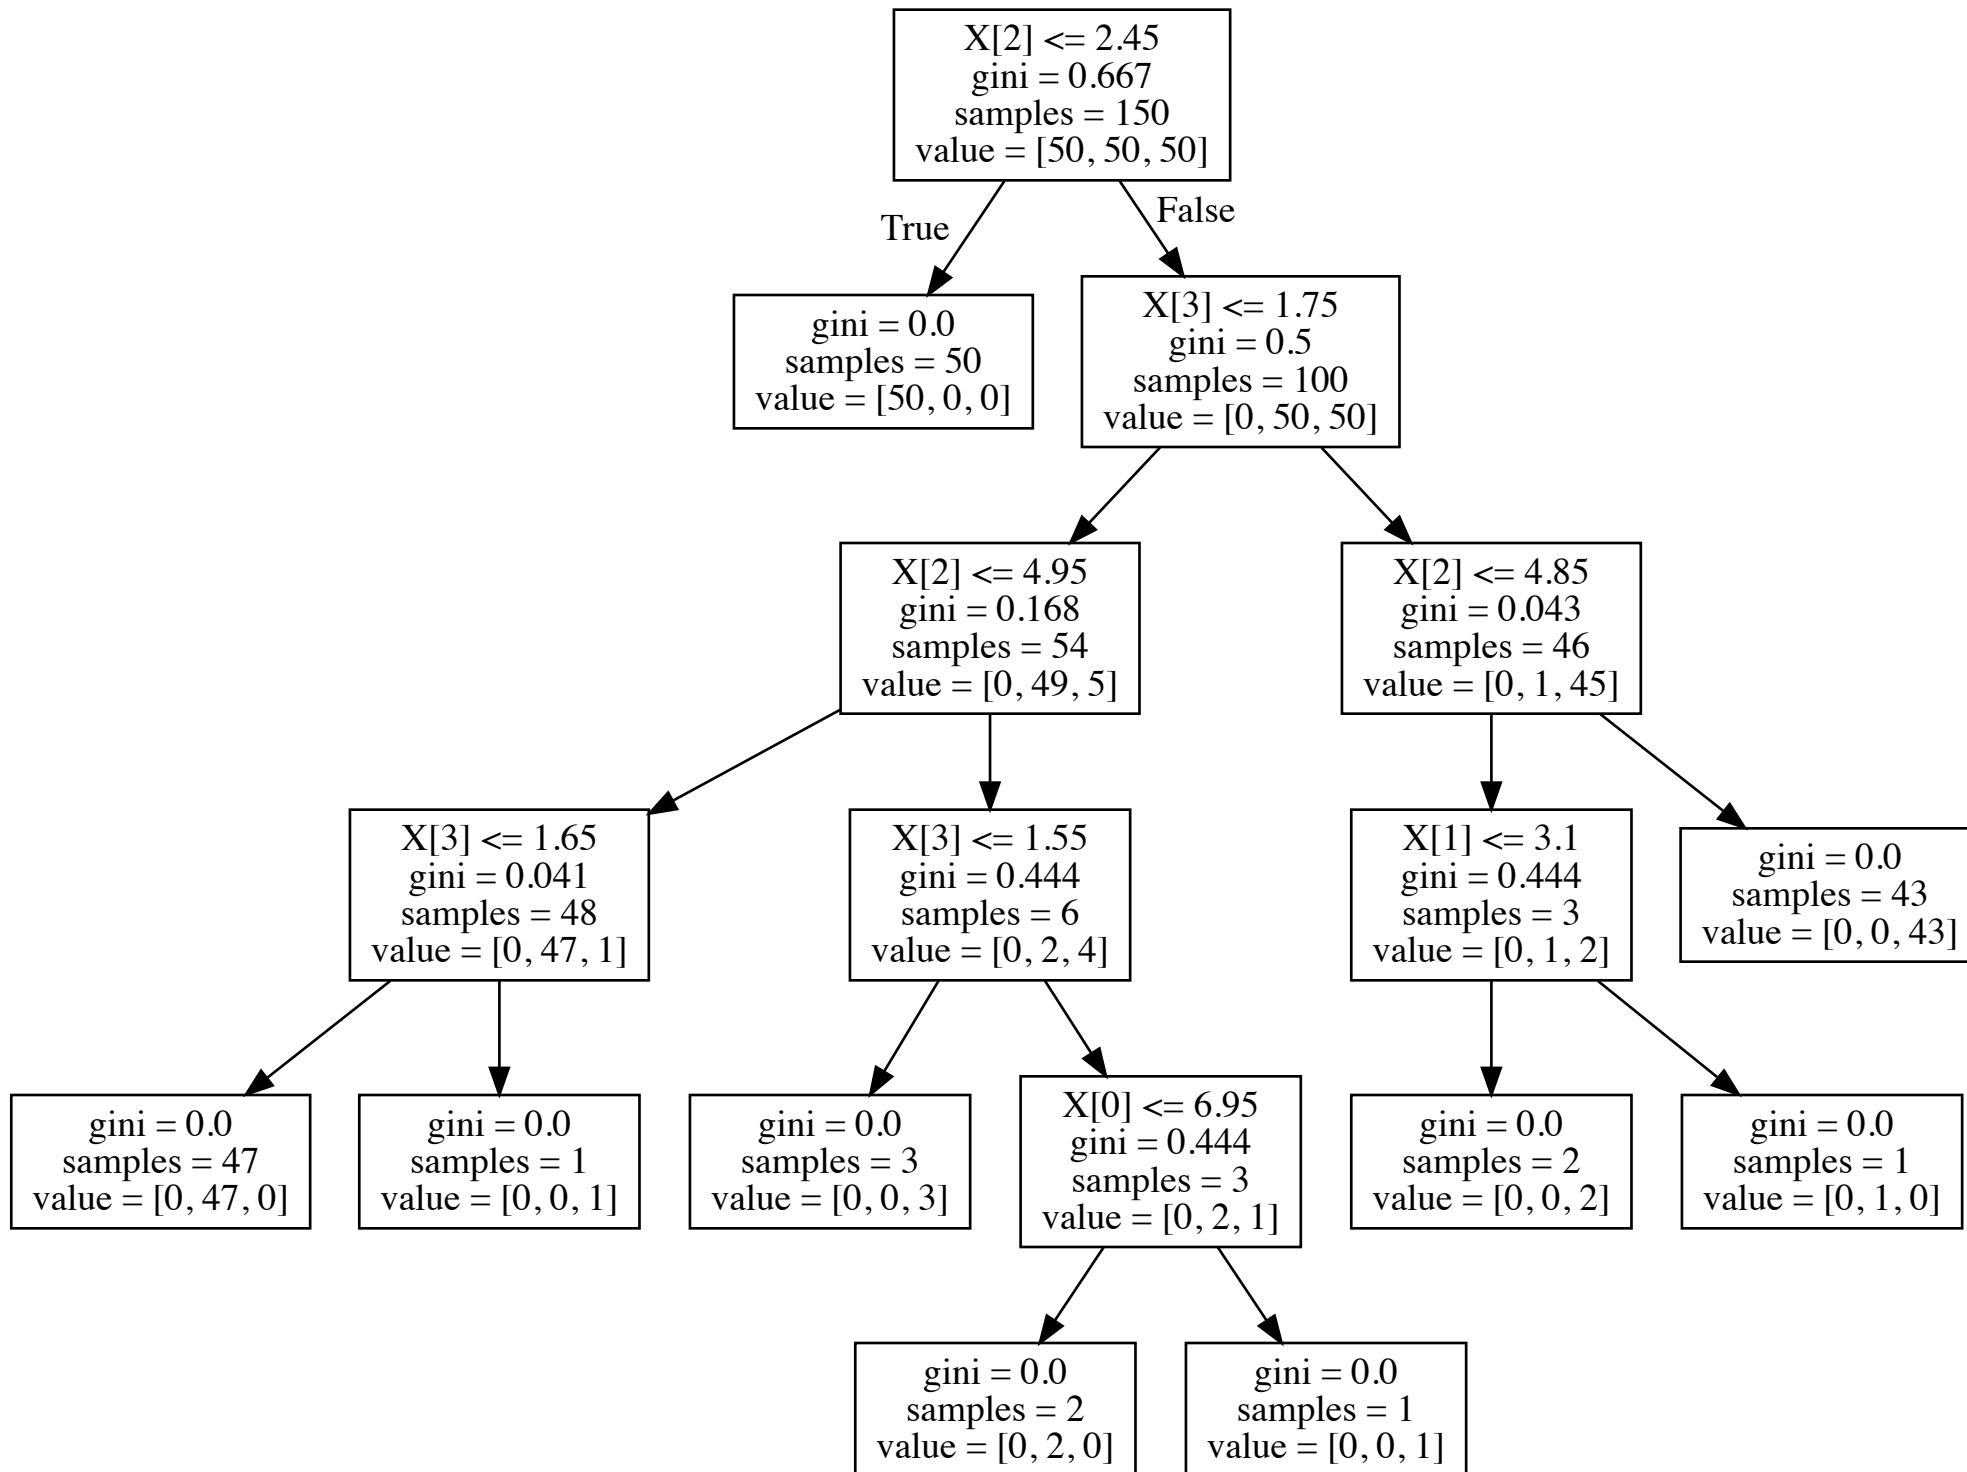 X[2] <= 2.45
gini = 0.667
samples = 150
value = [50, 50, 50]
True
False
gini = 0.0
samples = 50
value = [50, 0, 0]
X[3] <= 1.75
gini = 0.5
samples = 100
value = [0, 50, 50]
X[2] <= 4.95
gini = 0.168
samples = 54
value = [0, 49, 5]
X[2] <= 4.85
gini = 0.043
samples = 46
value = [0, 1, 45]
X[3] <= 1.65
gini = 0.041
samples = 48
value = [0, 47, 1]
X[3] <= 1.55
gini = 0.444
samples = 6
value = [0, 2, 4]
X[1] <= 3.1
gini = 0.444
samples = 3
value = [0, 1, 2]
gini = 0.0
samples = 43
value = [0, 0, 43]
gini = 0.0
samples = 47
value = [0, 47, 0]
gini = 0.0
samples = 1
value = [0, 0, 1]
gini = 0.0
samples = 3
value = [0, 0, 3]
X[0] <= 6.95
gini = 0.444
samples = 3
value = [0, 2, 1]
gini = 0.0
samples = 2
value = [0, 0, 2]
gini = 0.0
samples = 1
value = [0, 1, 0]
gini = 0.0
samples = 2
value = [0, 2, 0]
gini = 0.0
samples = 1
value = [0, 0, 1]